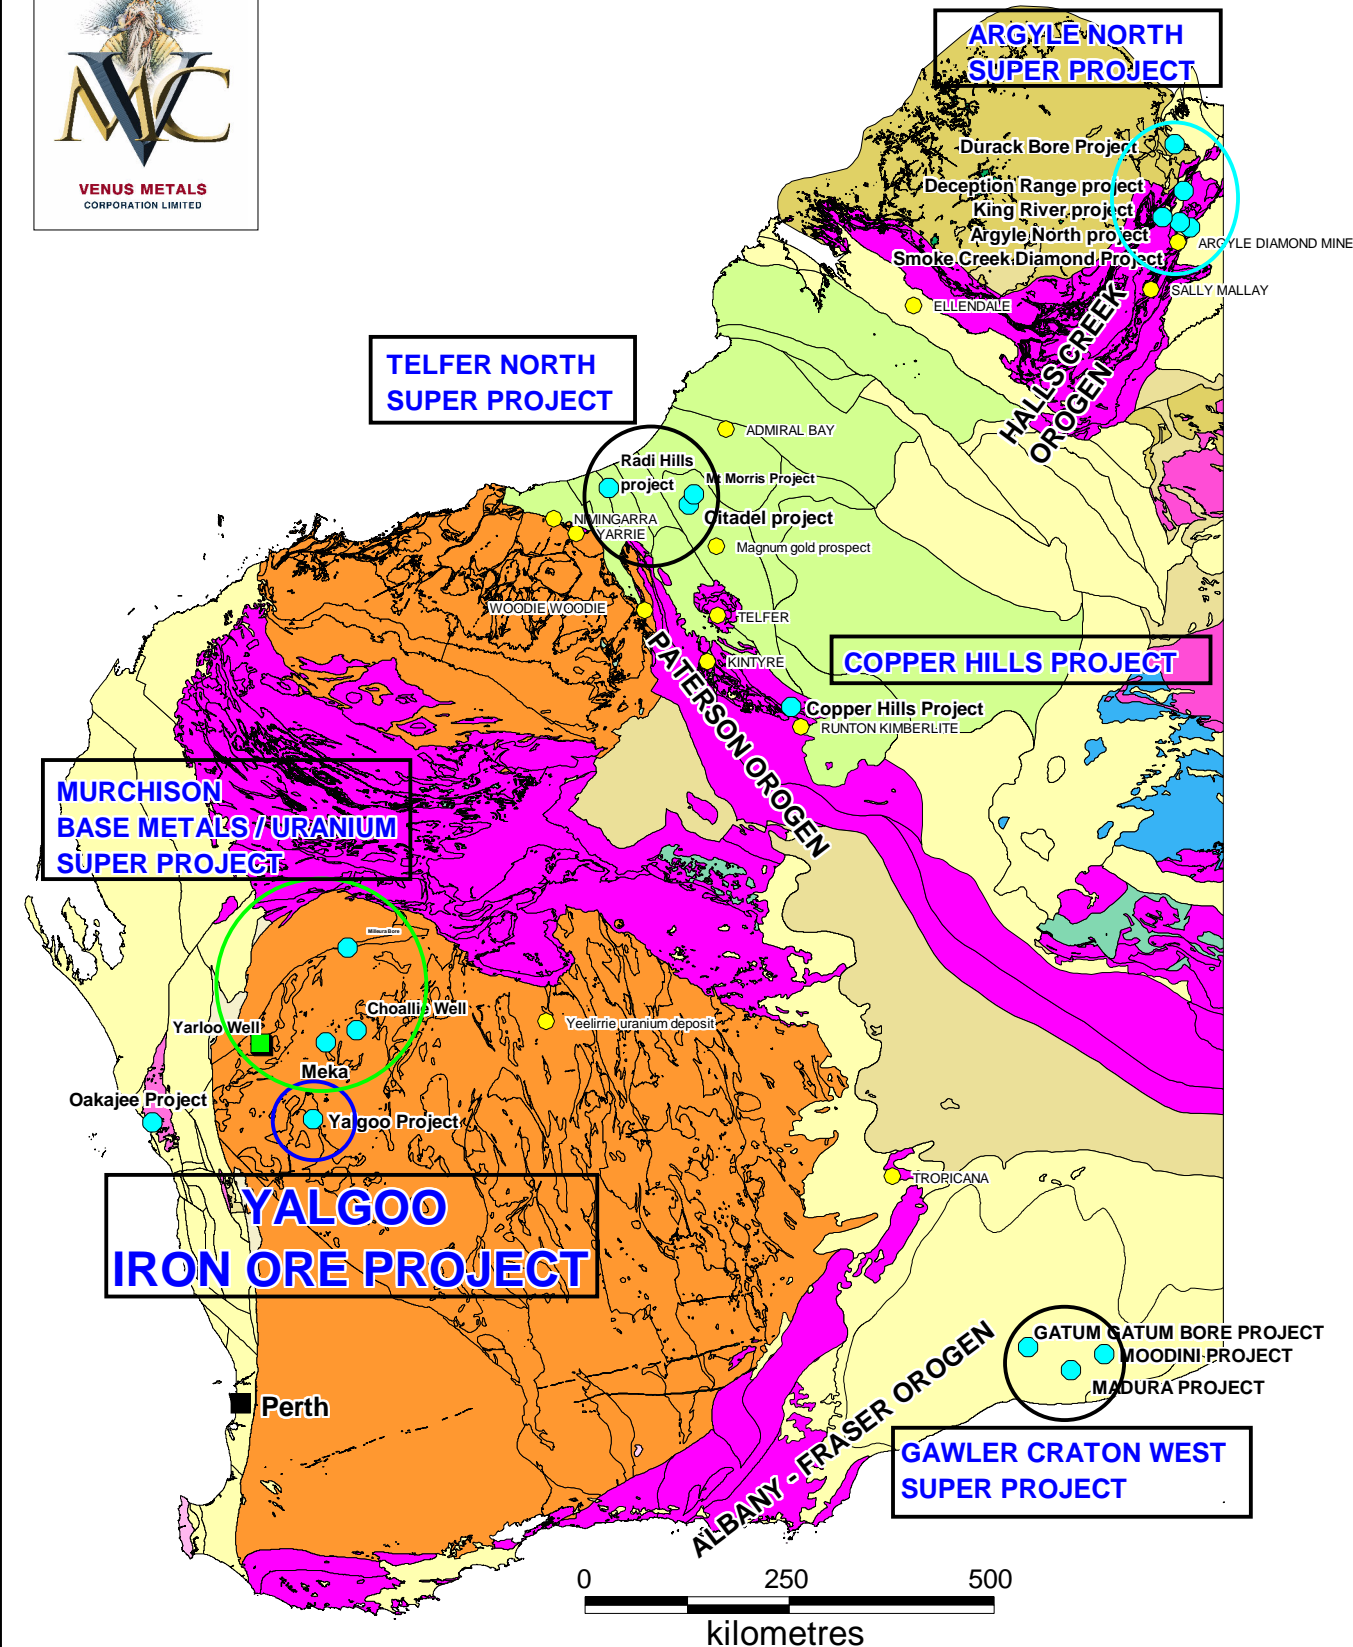 VMC
VENUS METALS
CORPORATION LIMITED
ARGYLE NORTH
SUPER PROJECT
Durack Bore Project
Deception Range project
King River project
Argyle North project
ARGYLE DIAMOND MINE
Smoke Creek Diamond Project
SALLY MALLAY
ELLENDALE
HALLS CREEK
OROGEN
TELFER NORTH
SUPER PROJECT
ADMIRAL BAY
Radi Hills
project
Mt Morris Project
Citadel project
NIMINGARRA
YARRIE
Magnum gold prospect
WOODIE WOODIE
TELFER
KINTYRE
COPPER HILLS PROJECT
Copper Hills Project
RUNTON KIMBERLITE
PATERSON OROGEN
MURCHISON
BASE METALS / URANIUM
SUPER PROJECT
Milleura Bore
Choallie Well
Yarloo Well
Yeelirrie uranium deposit
Meka
Oakajee Project
Yalgoo Project
TROPICANA
YALGOO
IRON ORE PROJECT
GATUM GATUM BORE PROJECT
MOODINI PROJECT
MADURA PROJECT
Perth
ALBANY - FRASER OROGEN
GAWLER CRATON WEST
SUPER PROJECT
0 250 500
kilometres